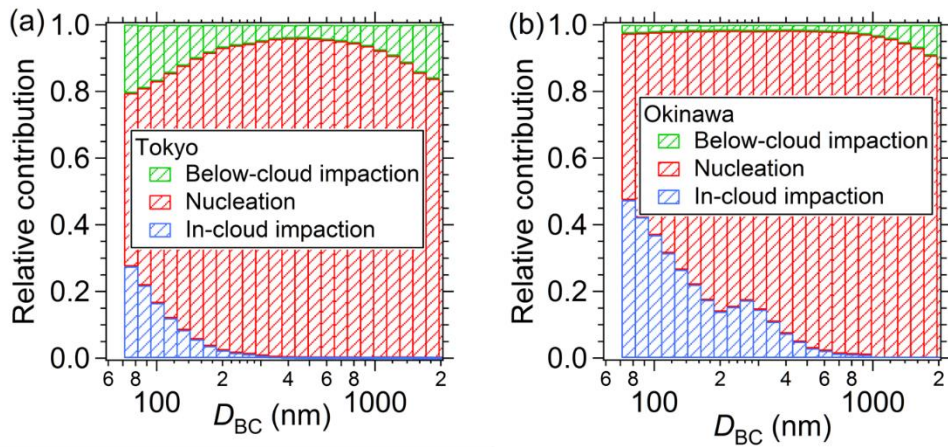 (a)
Relative contribution
1.0
0.8
0.6
0.4
0.2
0.0
Tokyo
Below-cloud impaction
Nucleation
In-cloud impaction
6 8 2 4 6 8 2
100 1000
D_BC (nm)
(b)
Relative contribution
1.0
0.8
0.6
0.4
0.2
0.0
Okinawa
Below-cloud impaction
Nucleation
In-cloud impaction
6 8 2 4 6 8 2
100 1000
D_BC (nm)